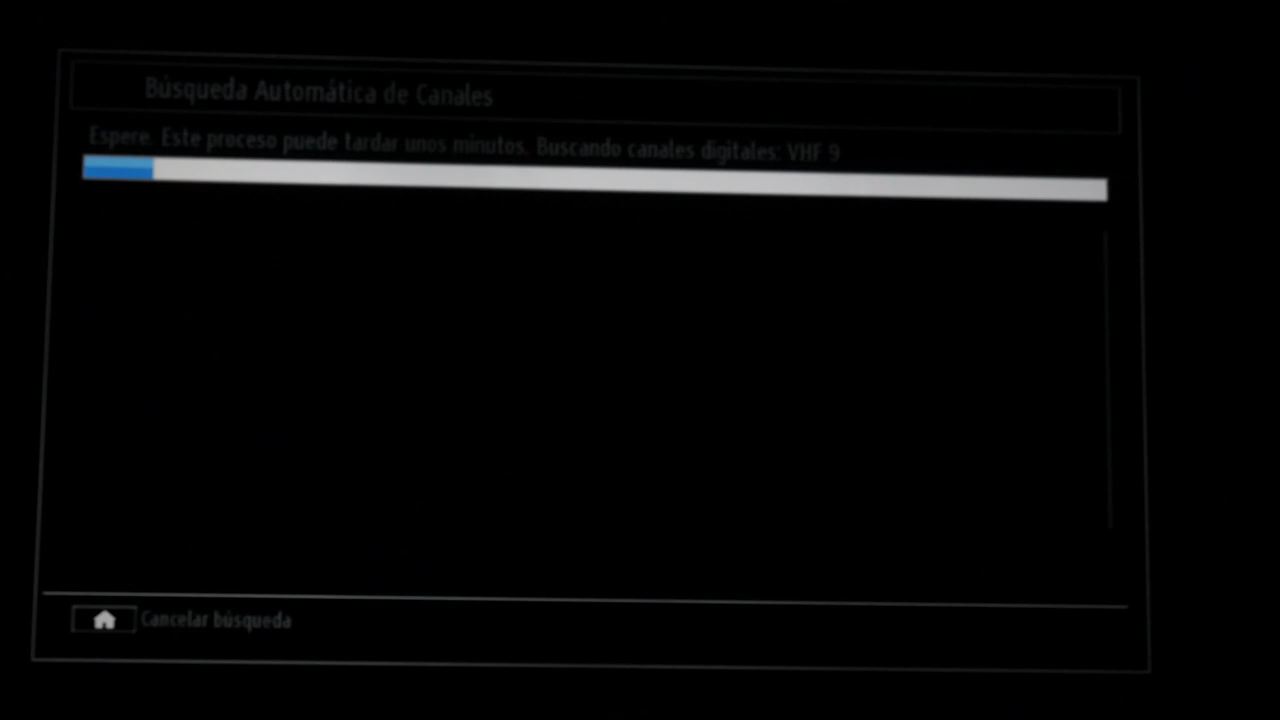 Búsqueda Automática de Canales
Espere. Este proceso puede tardar unos minutos. Buscando canales digitales: VHF 9
Cancelar búsqueda